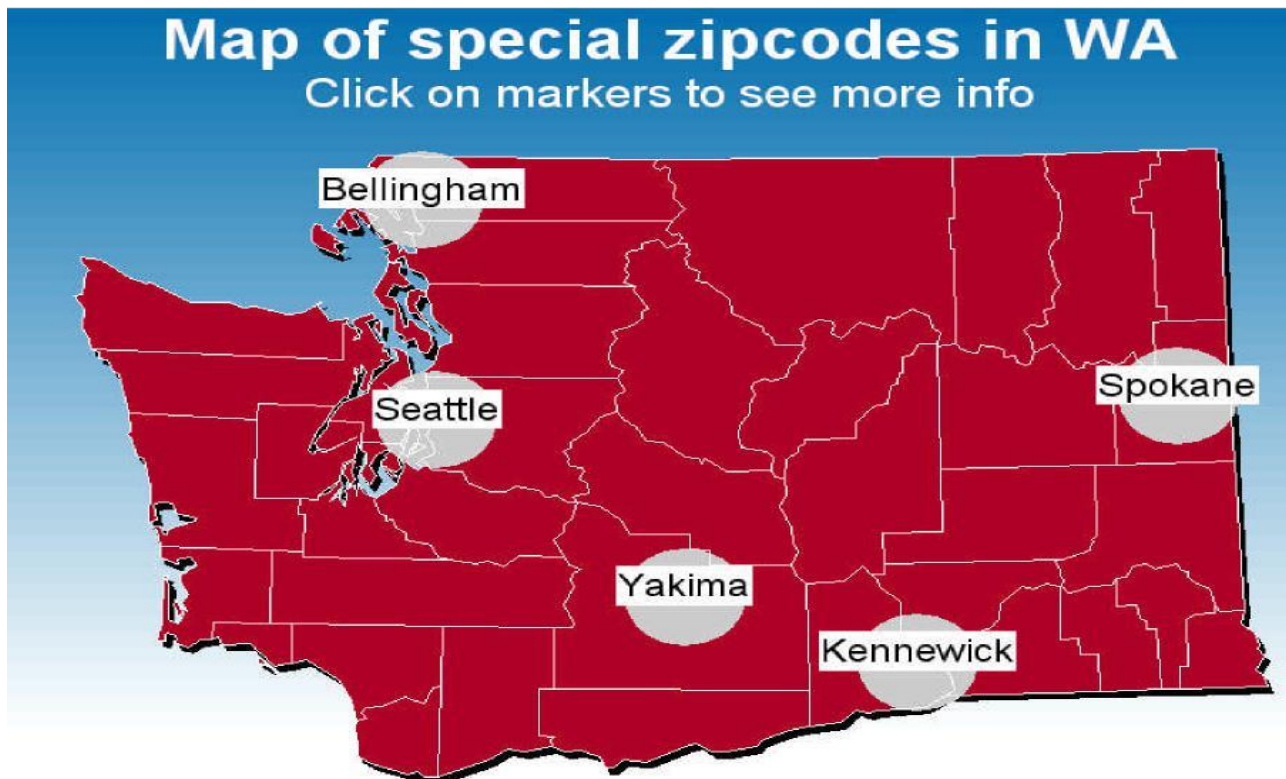 Map of special zipcodes in WA
Click on markers to see more info
Bellingham
Spokane
Seattle
Yakima
Kennewick